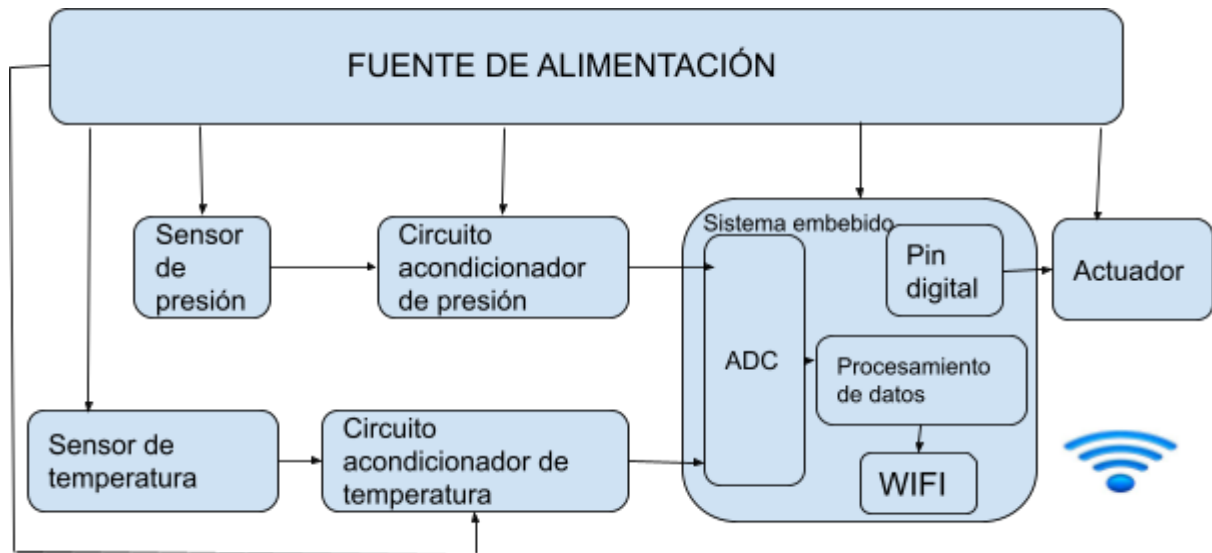 FUENTE DE ALIMENTACIÓN
Sensor
de
presión
Circuito
acondicionador
de presión
Sistema embebido
Pin
digital
Actuador
ADC
Procesamiento
de datos
Sensor de
temperatura
Circuito
acondicionador de
temperatura
WIFI